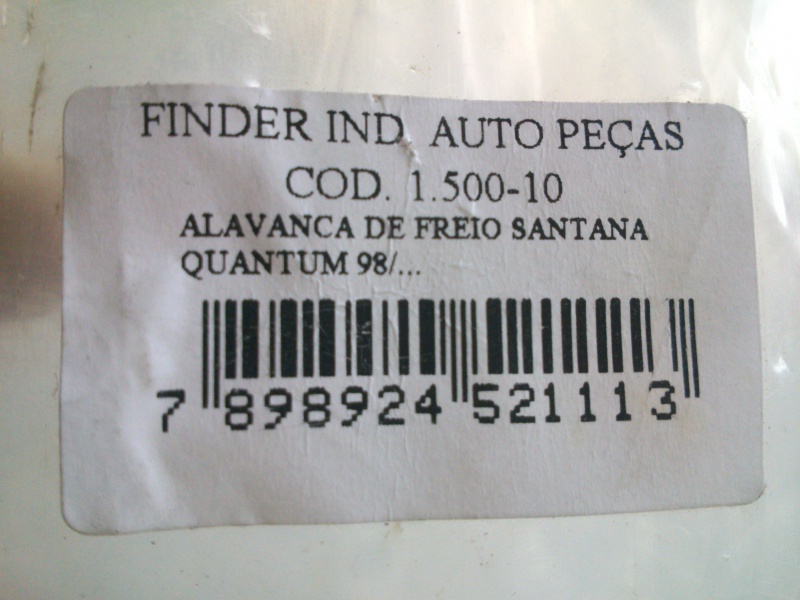 FINDER IND. AUTO PEÇAS
COD. 1.500-10
ALAVANCA DE FREIO SANTANA
QUANTUM 98/...
7 898924 521113